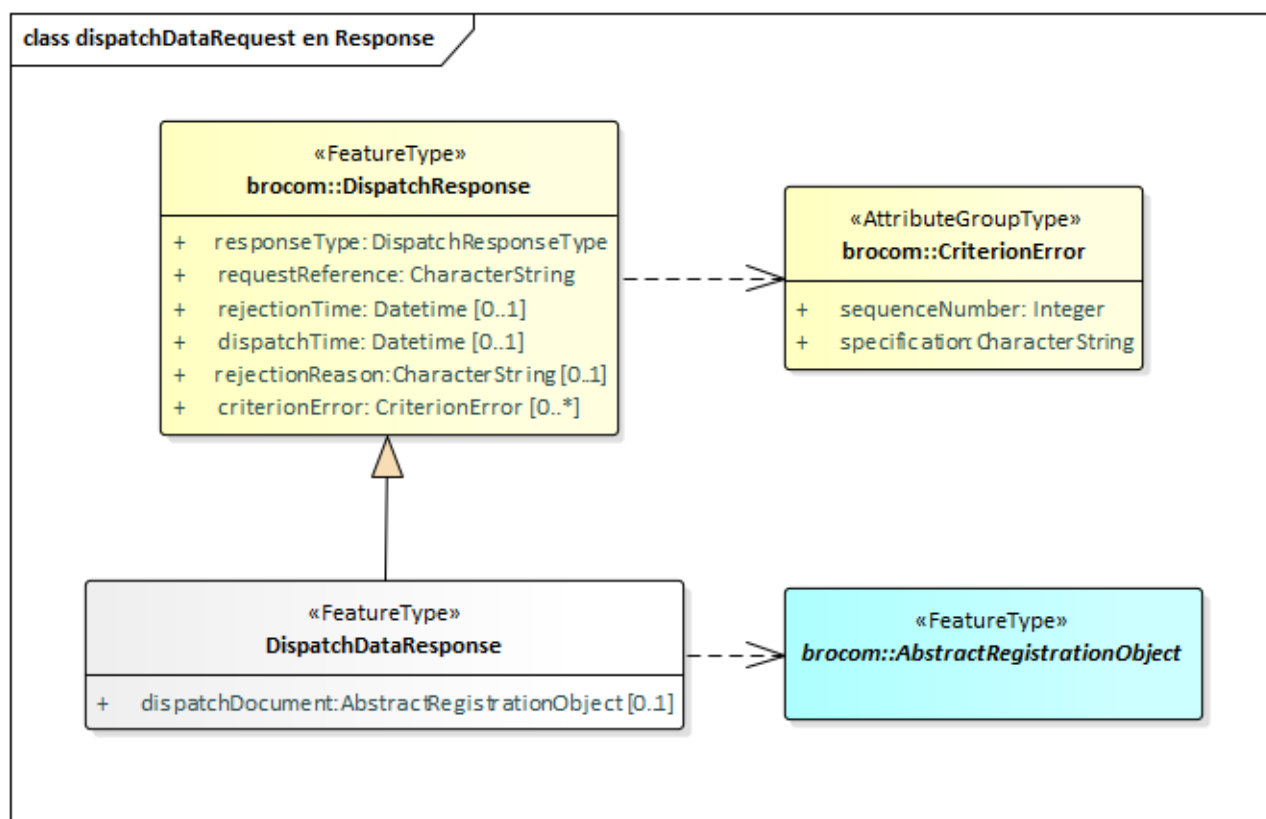 class dispatchDataRequest en Response
«FeatureType»
brocom::DispatchResponse
+ responseType: DispatchResponseType
+ requestReference: CharacterString
+ rejectionTime: Datetime [0..1]
+ dispatchTime: Datetime [0..1]
+ rejectionReason:CharacterString [0..1]
+ criterionError: CriterionError [0..*]
«AttributeGroupType»
brocom::CriterionError
+ sequenceNumber: Integer
+ specification:CharacterString
«FeatureType»
DispatchDataResponse
+ dispatchDocument:AbstractRegistrationObject [0..1]
«FeatureType»
brocom::AbstractRegistrationObject